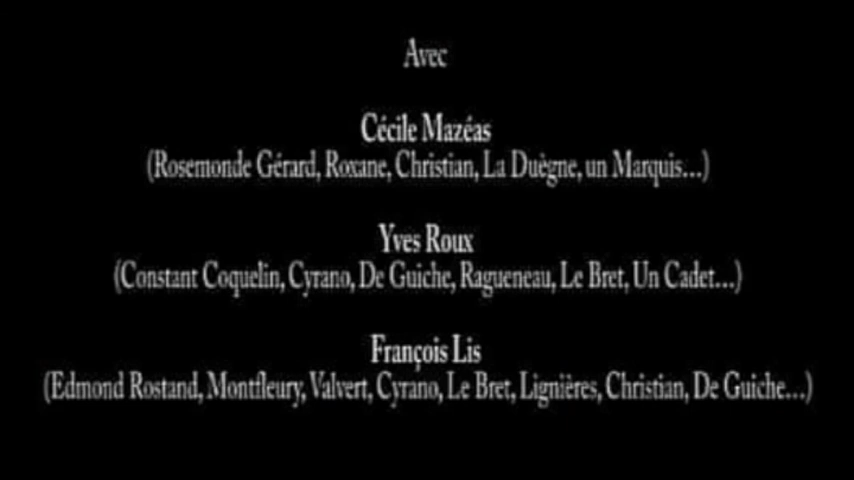 Avec
Cécile Mazéas
(Rosemonde Gérard, Roxane, Christian, La Duègne, un Marquis...)
Yves Roux
(Constant Coquelin, Cyrano, De Guiche, Ragueneau, Le Bret, Un Cadet...)
François Lis
(Edmond Rostand, Montfleury, Valvert, Cyrano, Le Bret, Lignières, Christian, De Guiche...)